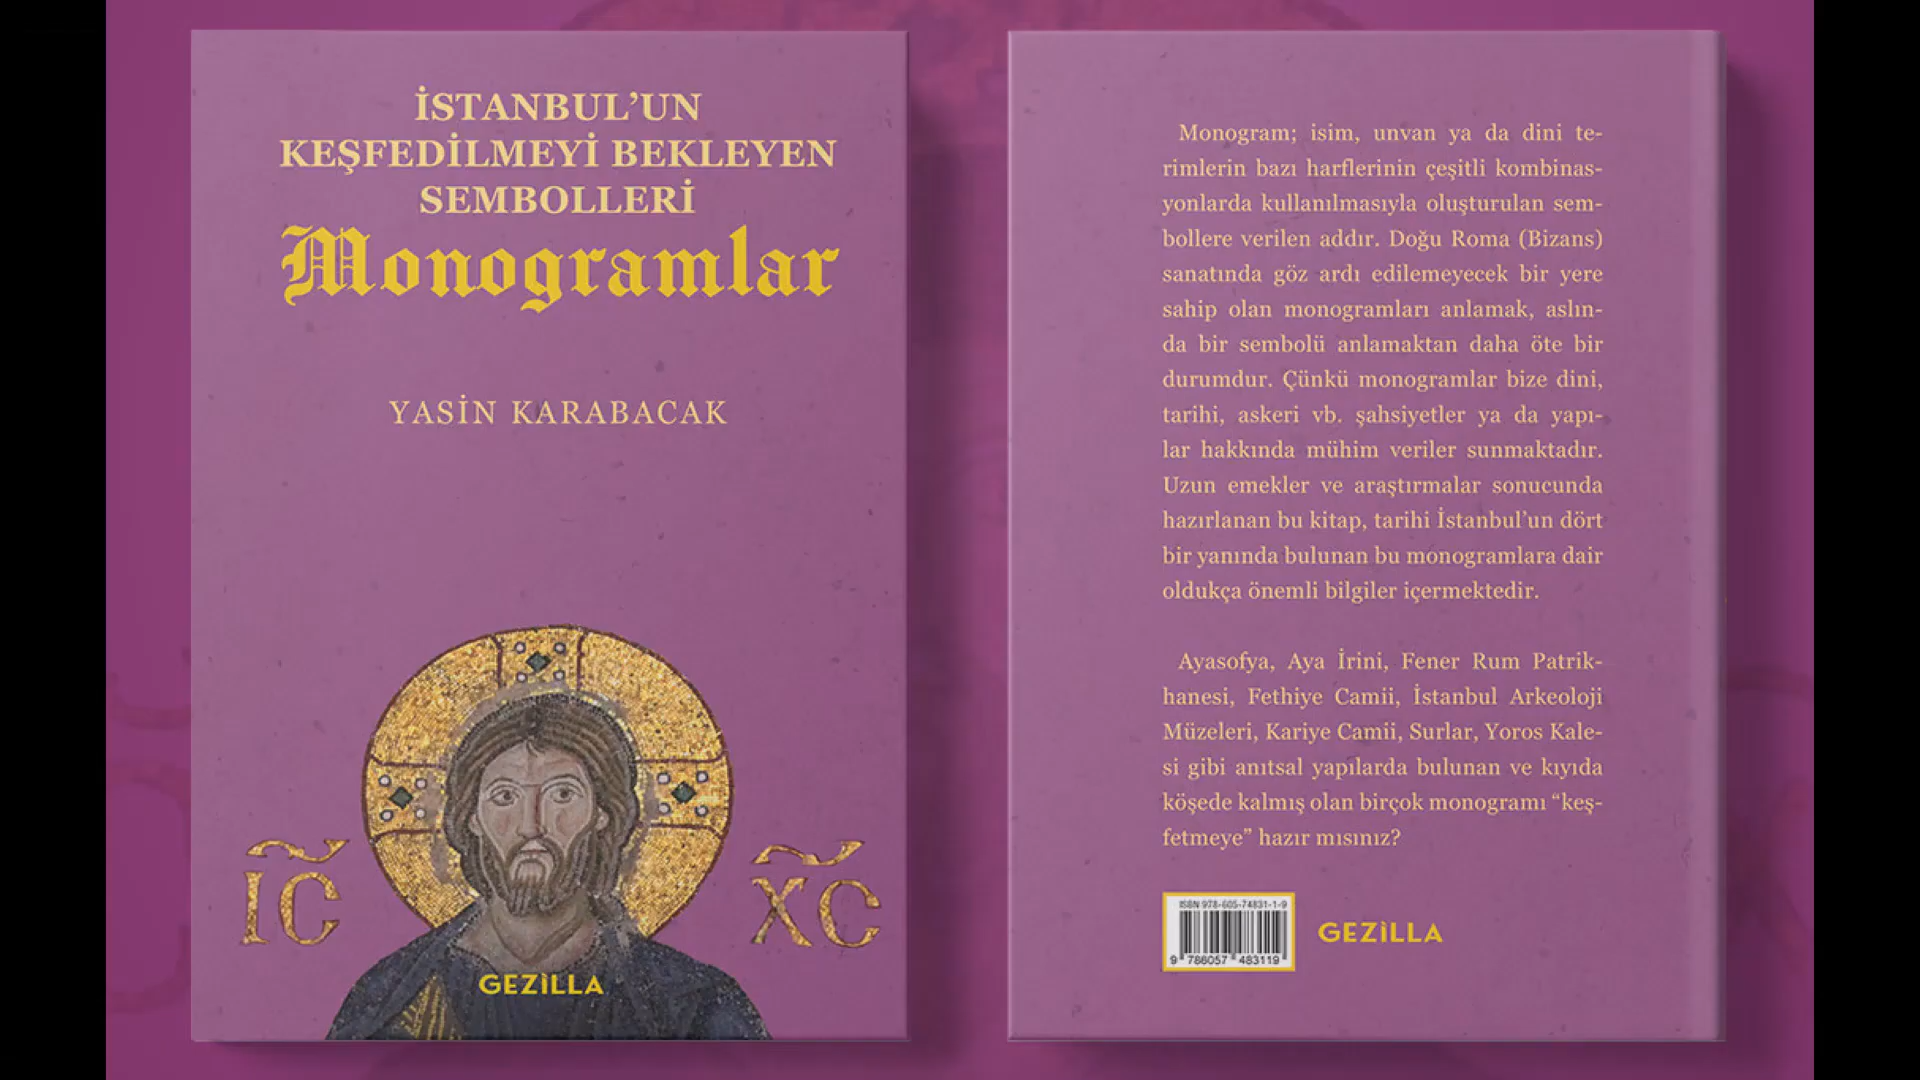 İSTANBUL’UN
KEŞFEDİLMEYİ BEKLEYEN
SEMBOLLERİ
Monogramlar
YASİN KARABACAK
IC
XC
GEZİLLA
Monogram; isim, unvan ya da dini te-
rimlerin bazı harflerinin çeşitli kombinas-
yonlarda kullanılmasıyla oluşturulan sem-
bollere verilen addır. Doğu Roma (Bizans)
sanatında göz ardı edilemeyecek bir yere
sahip olan monogramları anlamak, aslın-
da bir sembolü anlamaktan daha öte bir
durumdur. Çünkü monogramlar bize dini,
tarihi, askeri vb. şahsiyetler ya da yapı-
lar hakkında mühim veriler sunmaktadır.
Uzun emekler ve araştırmalar sonucunda
hazırlanan bu kitap, tarihi İstanbul’un dört
bir yanında bulunan bu monogramlara dair
oldukça önemli bilgiler içermektedir.
Ayasofya, Aya İrini, Fener Rum Patrik-
hanesi, Fethiye Camii, İstanbul Arkeoloji
Müzeleri, Kariye Camii, Surlar, Yoros Kale-
si gibi anıtsal yapılarda bulunan ve kıyıda
köşede kalmış olan birçok monogramı “keş-
fetmeye” hazır mısınız?
ISBN 978-605-74831-1-9
9 786057 483119
GEZİLLA